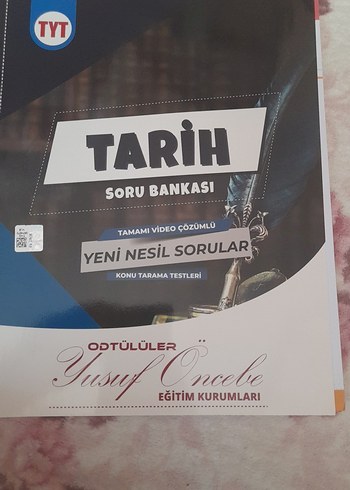 TYT
TARİH
SORU BANKASI
TAMAMI VİDEO ÇÖZÜMLÜ
YENİ NESİL SORULAR
KONU TARAMA TESTLERİ
ODTÜLÜLER
Yusuf Öncebe
EĞİTİM KURUMLARI